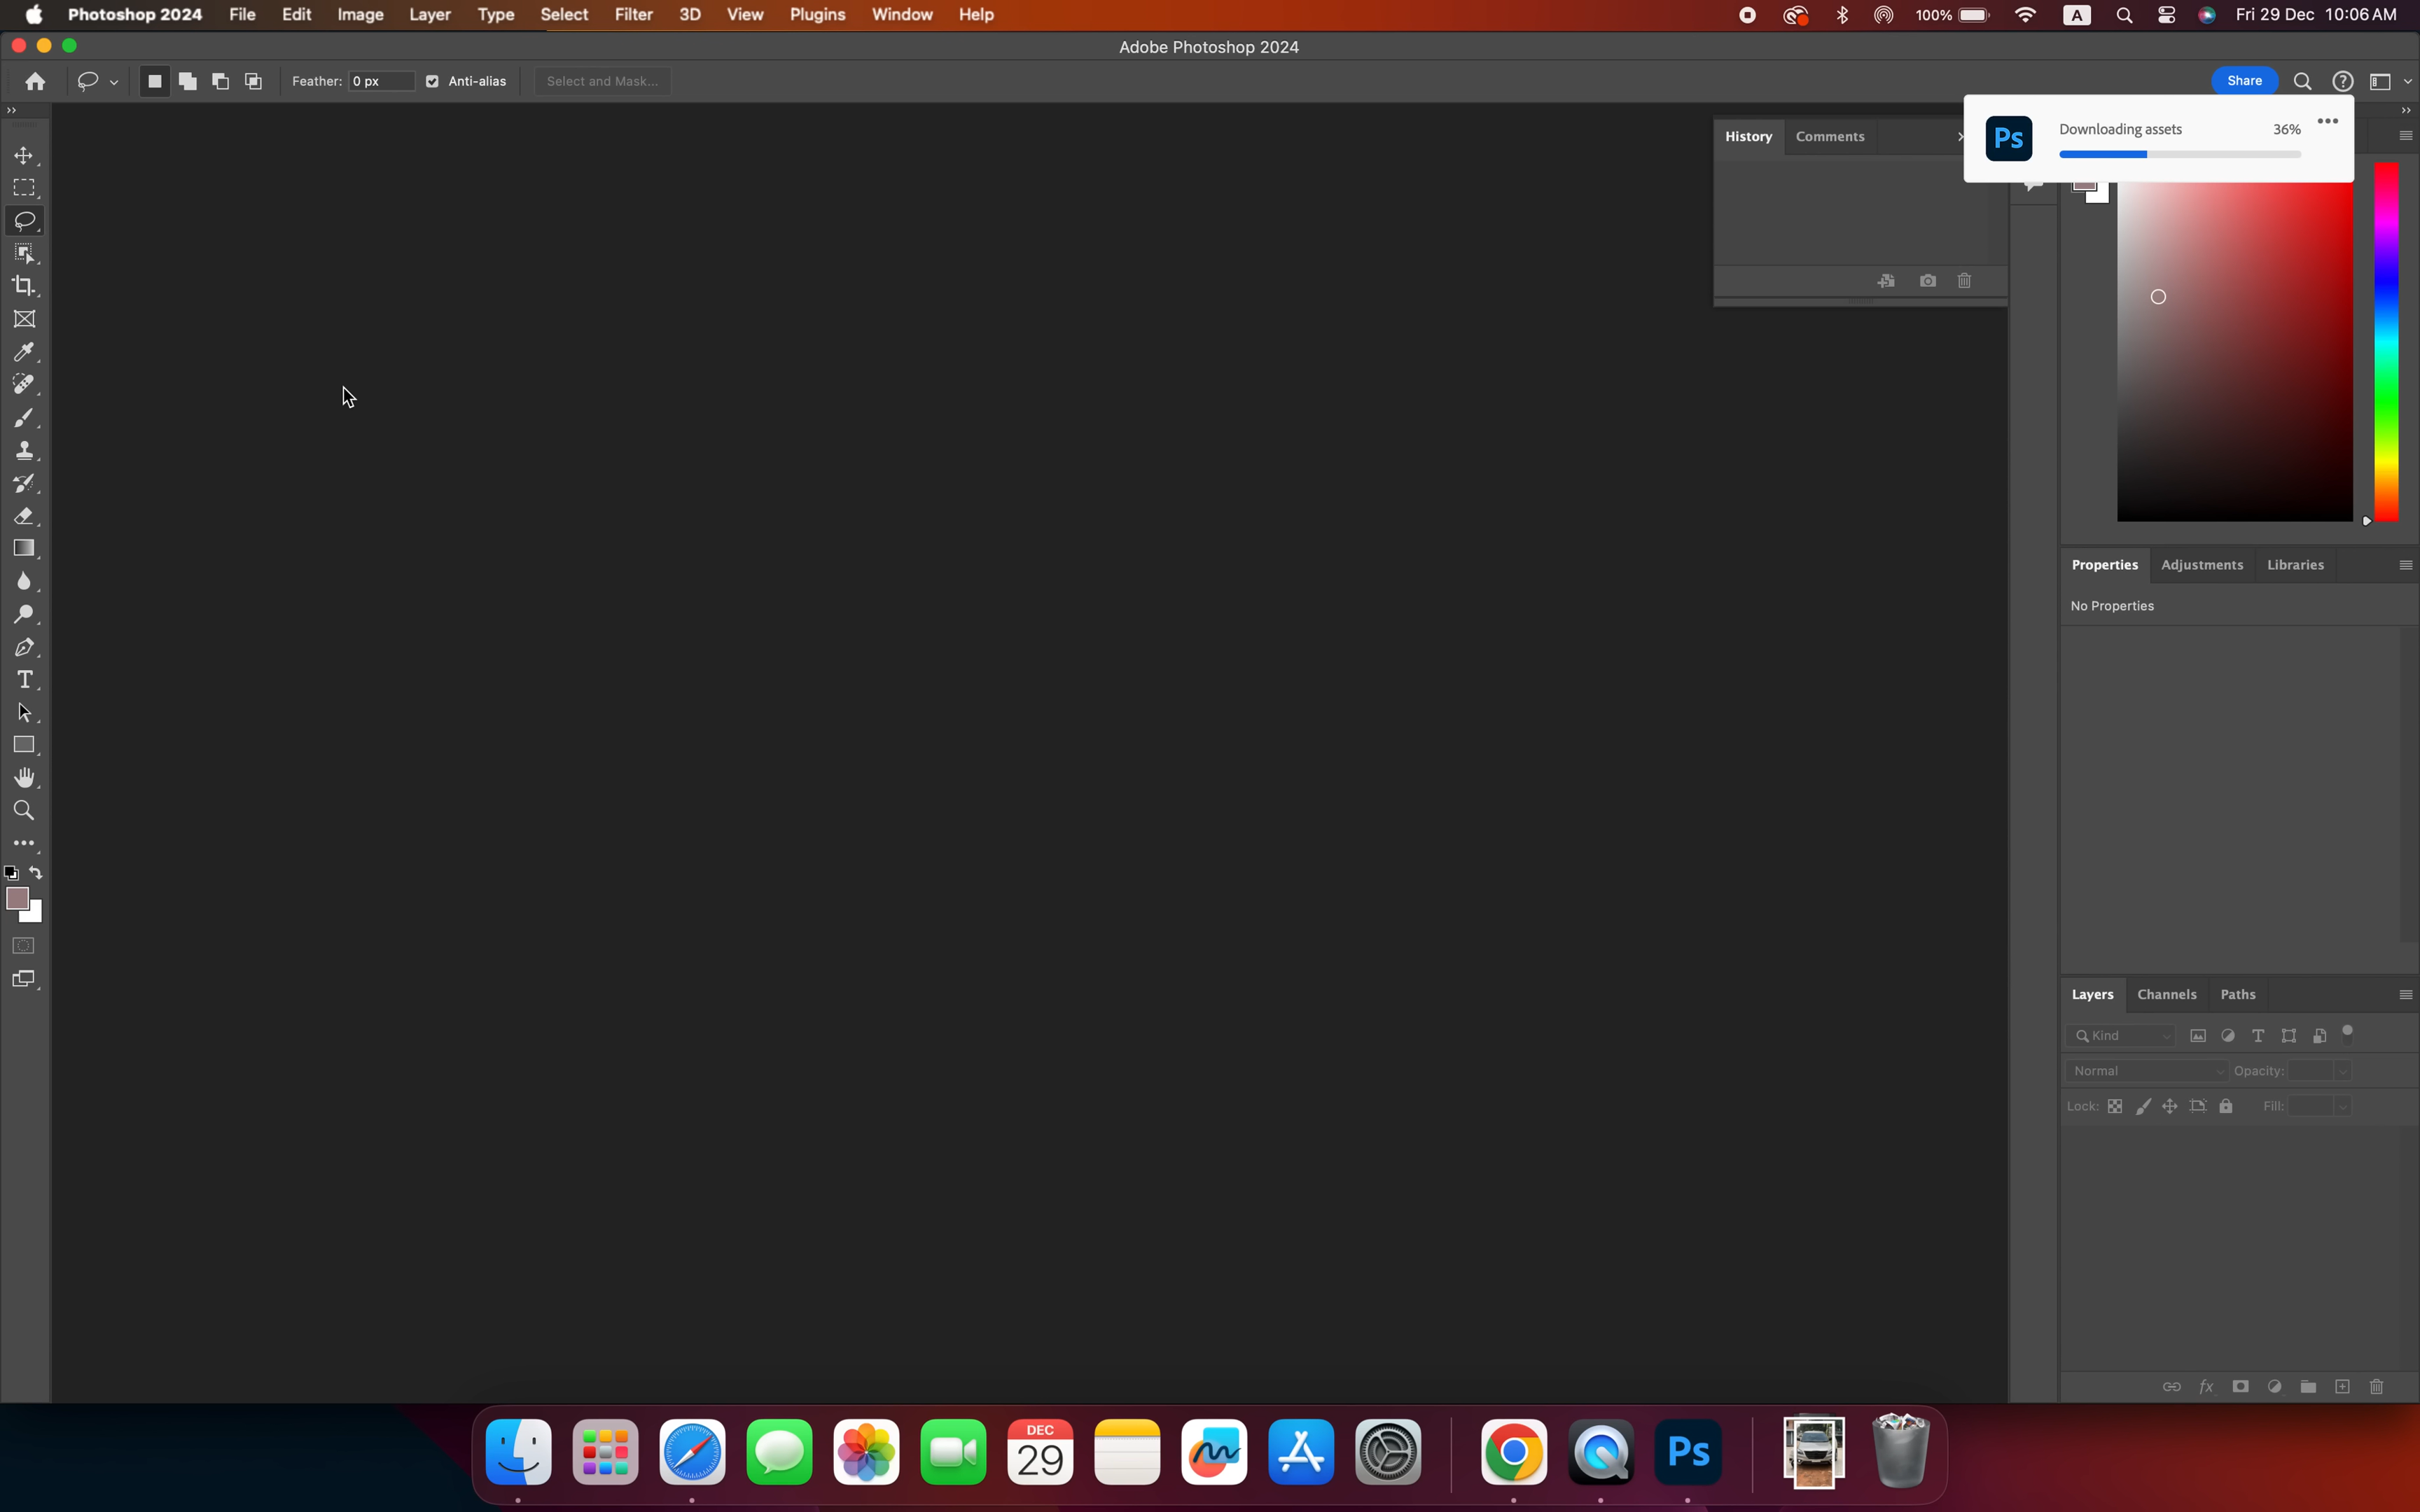 Photoshop 2024 File Edit Image Layer Type Select Filter 3D View Plugins Window Help 100% A Fri 29 Dec 10:06 AM
Adobe Photoshop 2024
Feather: 0 px Anti-alias Select and Mask... Share
History Comments
Ps Downloading assets 36%
Properties Adjustments Libraries
No Properties
Layers Channels Paths
Kind
Normal Opacity:
Lock: Fill:
fx
DEC
29
Ps